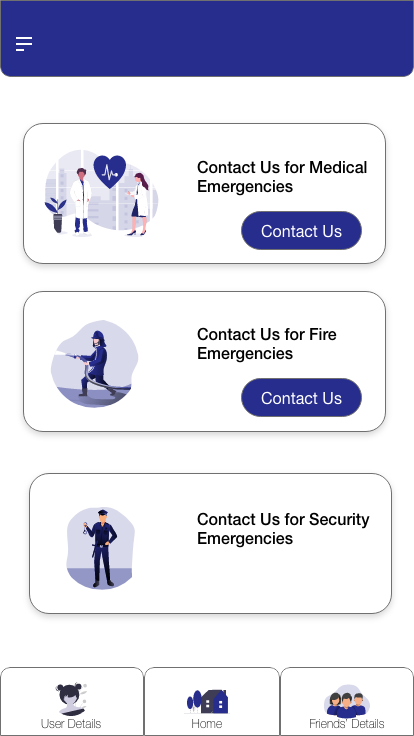 Contact Us for Medical
Emergencies
Contact Us
Contact Us for Fire
Emergencies
Contact Us
Contact Us for Security
Emergencies
User Details
Home
Friends' Details